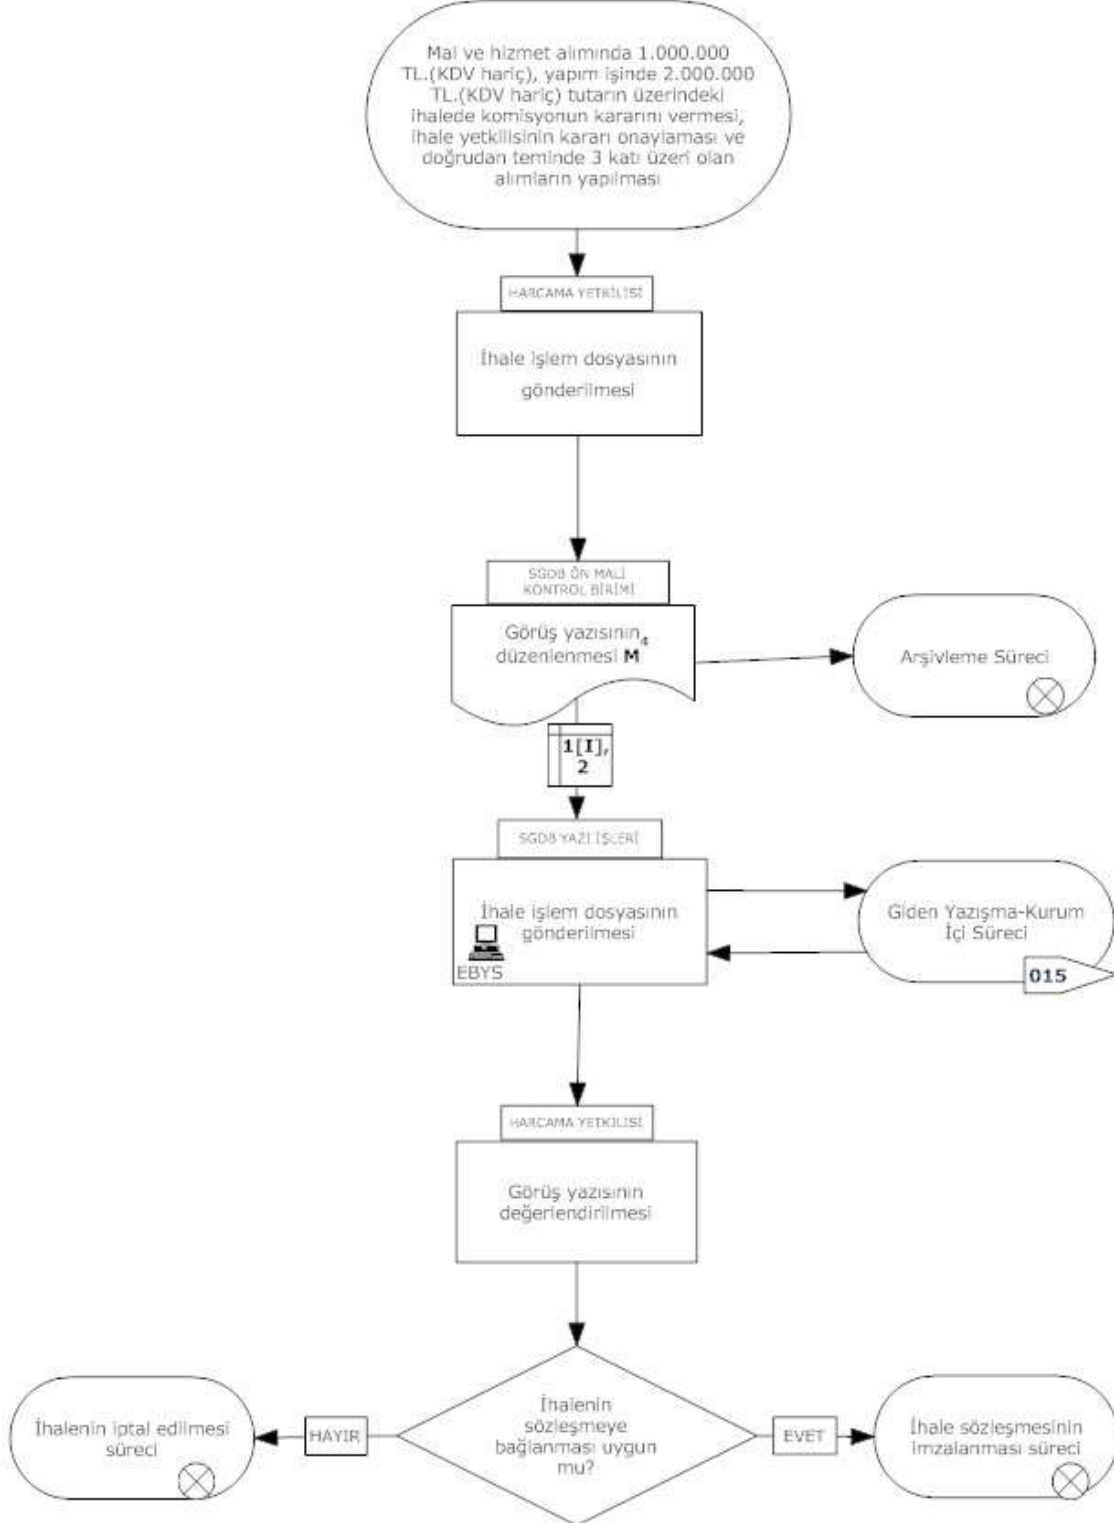 Mal ve hizmet alımında 1.000.000
TL.(KDV hariç), yapım işinde 2.000.000
TL.(KDV hariç) tutarın üzerindeki
ihalede komisyonun kararını vermesi,
ihale yetkilisinin kararı onaylaması ve
doğrudan teminde 3 katı üzeri olan
alımların yapılması
HARCAMA YETKİLİSİ
İhale işlem dosyasının
gönderilmesi
SGDB ÖN MALİ
KONTROL BİRİMİ
Görüş yazısının 4
düzenlenmesi M
Arşivleme Süreci
1[I],
2
SGDB YAZI İŞLERİ
İhale işlem dosyasının
gönderilmesi
EBYS
Giden Yazışma-Kurum
İçi Süreci
015
HARCAMA YETKİLİSİ
Görüş yazısının
değerlendirilmesi
İhalenin
sözleşmeye
bağlanması uygun
mu?
HAYIR
EVET
İhalenin iptal edilmesi
süreci
İhale sözleşmesinin
imzalanması süreci